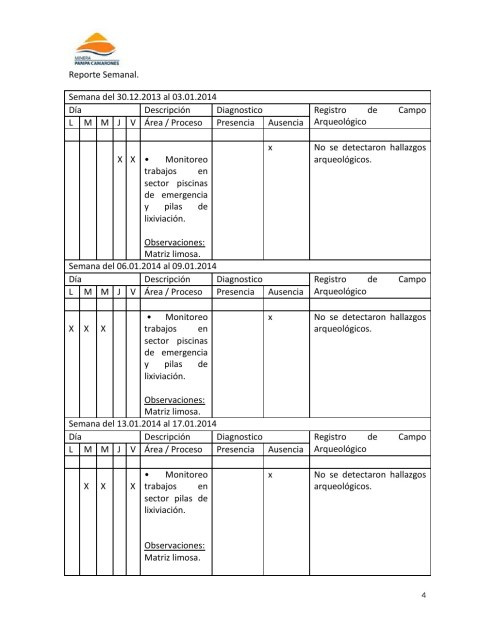 MINERA
PAMPA CAMARONES
Reporte Semanal.
Semana del 30.12.2013 al 03.01.2014
Día Descripción Diagnostico Registro de Campo
L M M J V Área / Proceso Presencia Ausencia Arqueológico
x No se detectaron hallazgos
X X • Monitoreo arqueológicos.
trabajos en
sector piscinas
de emergencia
y pilas de
lixiviación.
Observaciones:
Matriz limosa.
Semana del 06.01.2014 al 09.01.2014
Día Descripción Diagnostico Registro de Campo
L M M J V Área / Proceso Presencia Ausencia Arqueológico
• Monitoreo x No se detectaron hallazgos
X X X trabajos en arqueológicos.
sector piscinas
de emergencia
y pilas de
lixiviación.
Observaciones:
Matriz limosa.
Semana del 13.01.2014 al 17.01.2014
Día Descripción Diagnostico Registro de Campo
L M M J V Área / Proceso Presencia Ausencia Arqueológico
• Monitoreo x No se detectaron hallazgos
X X X trabajos en arqueológicos.
sector pilas de
lixiviación.
Observaciones:
Matriz limosa.
4